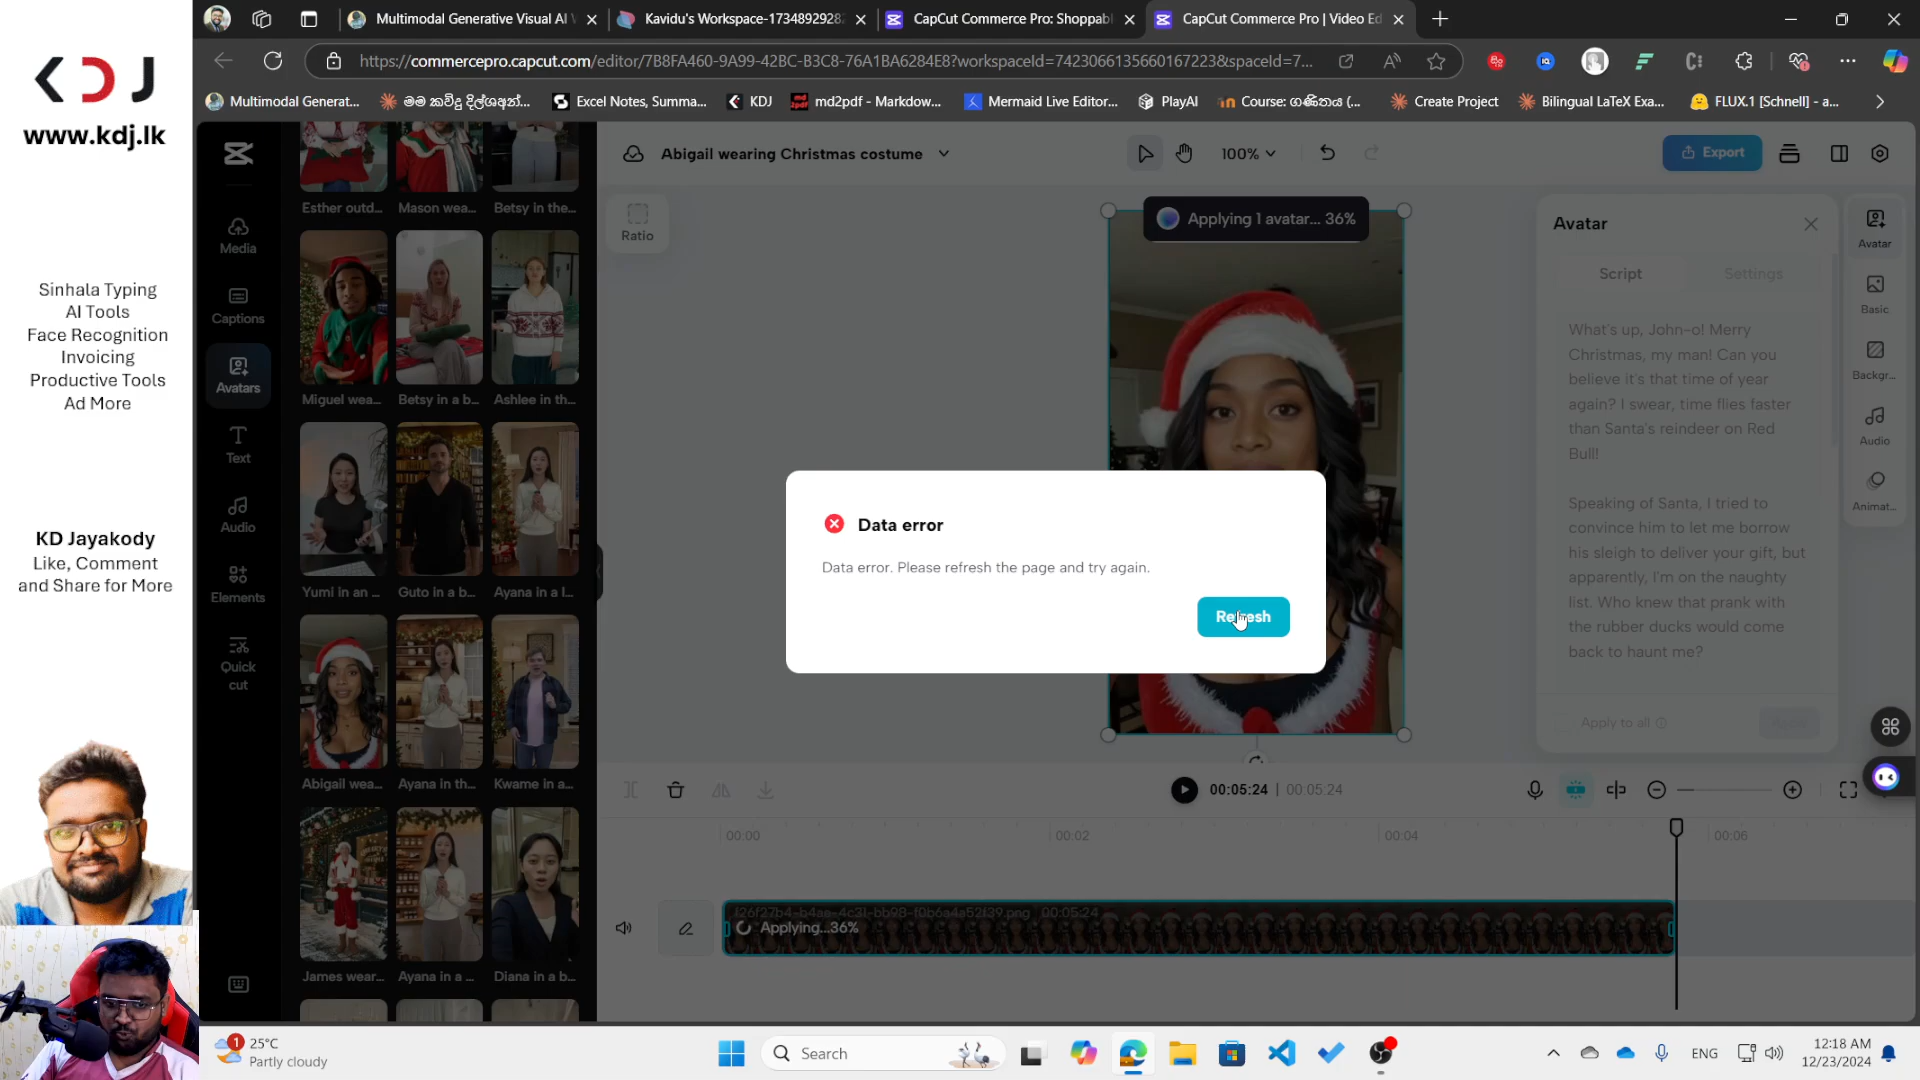 KDJ
www.kdj.lk
Sinhala Typing
AI Tools
Face Recognition
Invoicing
Productive Tools
Ad More
KD Jayakody
Like, Comment
and Share for More
Multimodal Generative Visual AI
Kavidu's Workspace-1734892928
CapCut Commerce Pro: Shoppabl
CapCut Commerce Pro | Video Ed
https://commercepro.capcut.com/editor/7B8FA460-9A99-42BC-B3C8-76A1BA6284E8?workspaceId=7423066135660167223&spaceId=7...
Multimodal Generat...
මම කවිදු දිල්ශාන්...
Excel Notes, Summa...
KDJ
md2pdf - Markdow...
Mermaid Live Editor...
PlayAI
Course: ගණිතය (...
Create Project
Bilingual LaTeX Exa...
FLUX.1 [Schnell] - a...
Abigail wearing Christmas costume
100%
Export
Media
Captions
Avatars
Text
Audio
Elements
Quick
cut
Esther outd...
Mason wea...
Betsy in the...
Miguel wea...
Betsy in a b...
Ashlee in th...
Yumi in an ...
Guto in a b...
Ayana in a l...
Abigail wea...
Ayana in th...
Kwame in a...
James wear...
Ayana in a ...
Diana in a b...
Ratio
Applying 1 avatar... 36%
Data error
Data error. Please refresh the page and try again.
Refresh
Avatar
Script
Settings
What's up, John-o! Merry
Christmas, my man! Can you
believe it's that time of year
again? I swear, time flies faster
than Santa's reindeer on Red
Bull!
Speaking of Santa, I tried to
convince him to let me borrow
his sleigh to deliver your gift, but
apparently, I'm on the naughty
list. Who knew that prank with
the rubber ducks would come
back to haunt me?
Apply to all
Apply
Avatar
Basic
Backgr...
Audio
Animat...
00:05:24 | 00:05:24
00:00
00:02
00:04
00:06
00:05:24
Applying...36%
1
25°C
Partly cloudy
Search
ENG
12:18 AM
12/23/2024